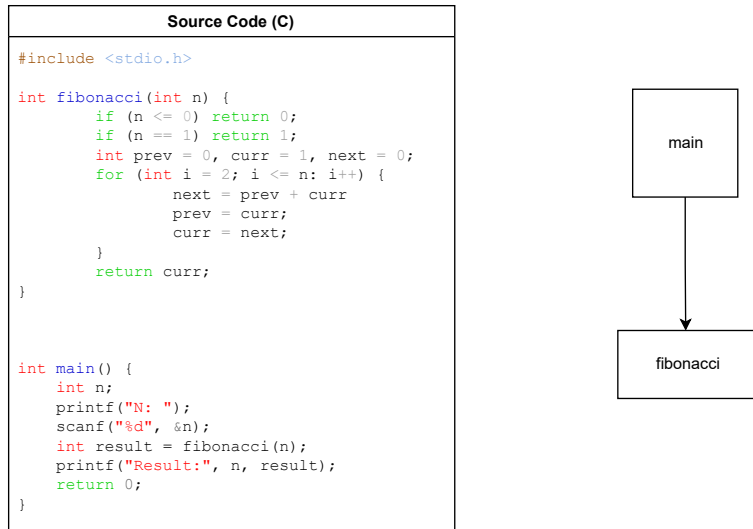 Source Code (C)
#include <stdio.h>
int fibonacci(int n) {
if (n <= 0) return 0;
if (n == 1) return 1;
int prev = 0, curr = 1, next = 0;
for (int i = 2; i <= n: i++) {
next = prev + curr
prev = curr;
curr = next;
}
return curr;
}
int main() {
int n;
printf("N: ");
scanf("%d", &n);
int result = fibonacci(n);
printf("Result:", n, result);
return 0;
}
main
fibonacci